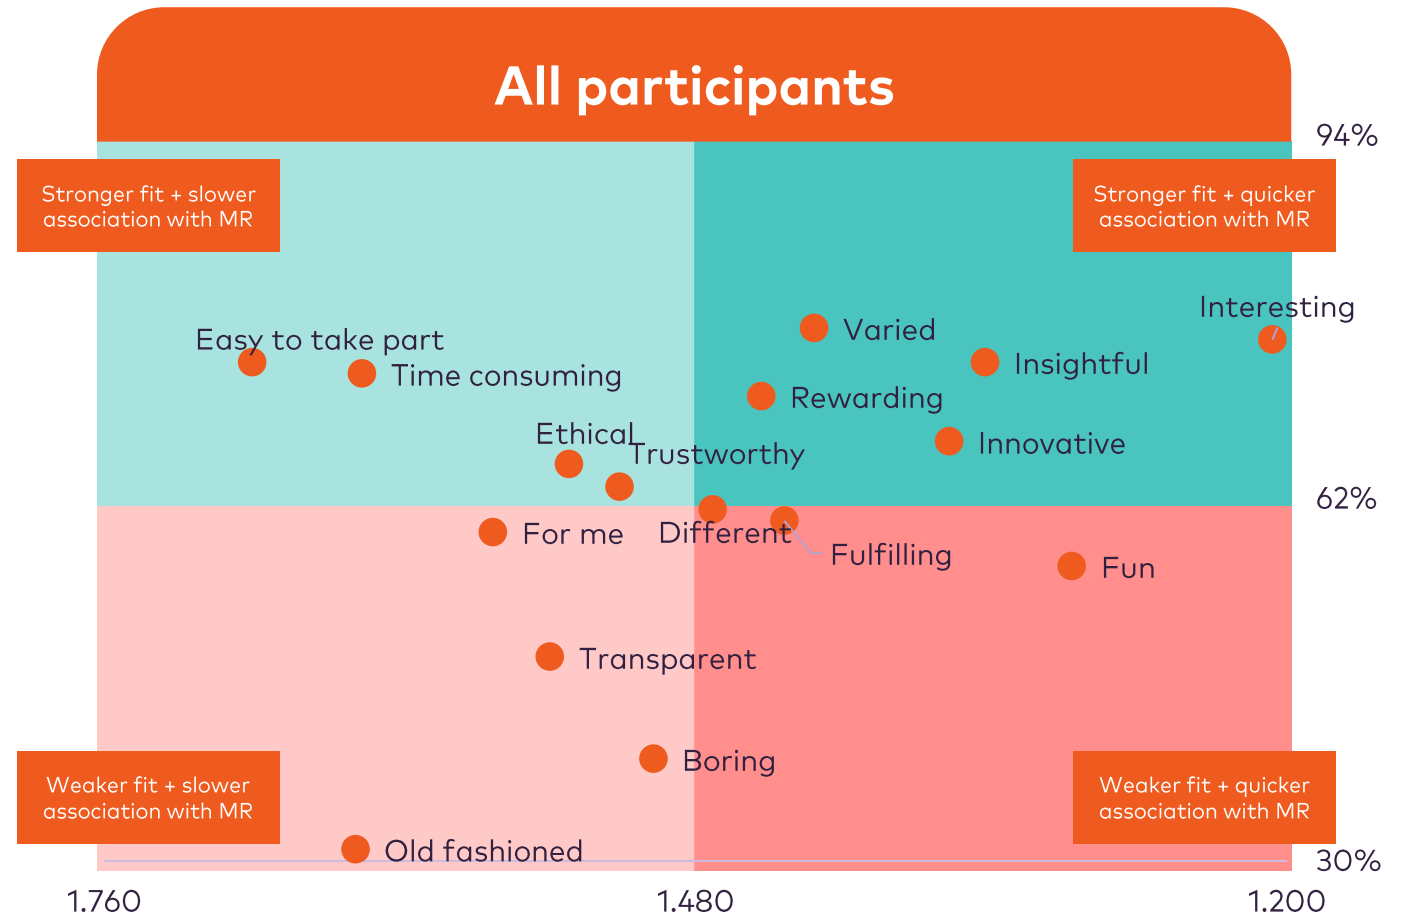 All participants
94%
Stronger fit + slower
association with MR
Stronger fit + quicker
association with MR
Interesting
Easy to take part
Varied
Time consuming
Insightful
Rewarding
Ethical
Trustworthy
Innovative
62%
For me
Different
Fulfilling
Fun
Transparent
Boring
Weaker fit + slower
association with MR
Weaker fit + quicker
association with MR
Old fashioned
30%
1.760
1.480
1.200